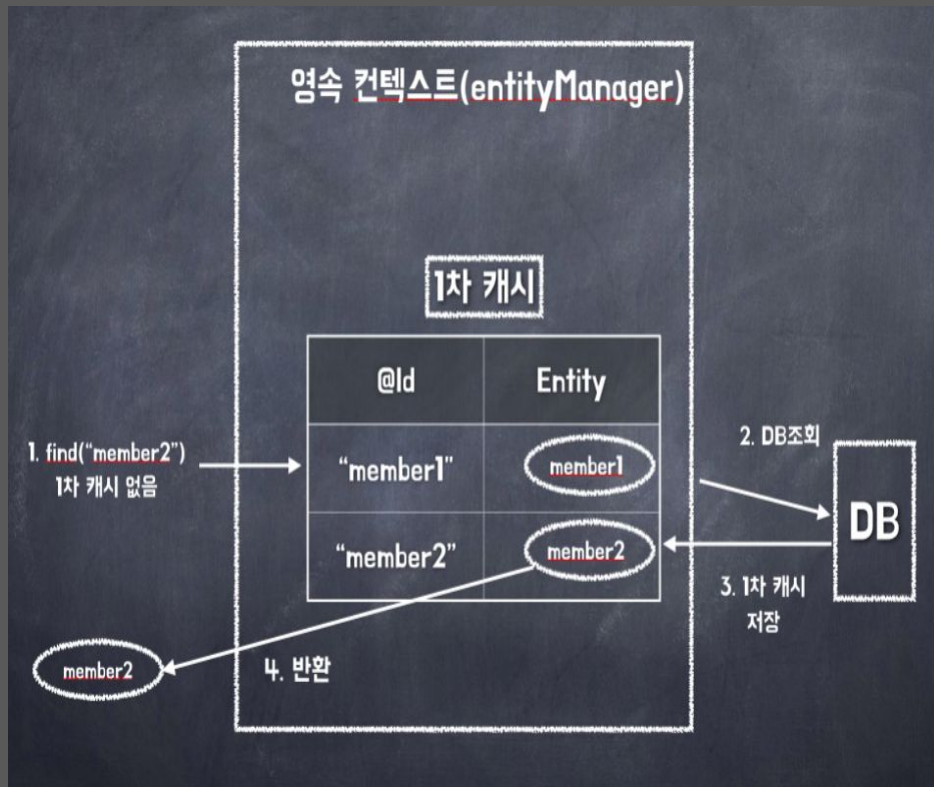 영속 컨텍스트(entityManager)
1차 캐시
@Id
Entity
1. find("member2")
1차 캐시 없음
"member1"
member1
2. DB조회
DB
"member2"
member2
3. 1차 캐시
저장
4. 반환
member2